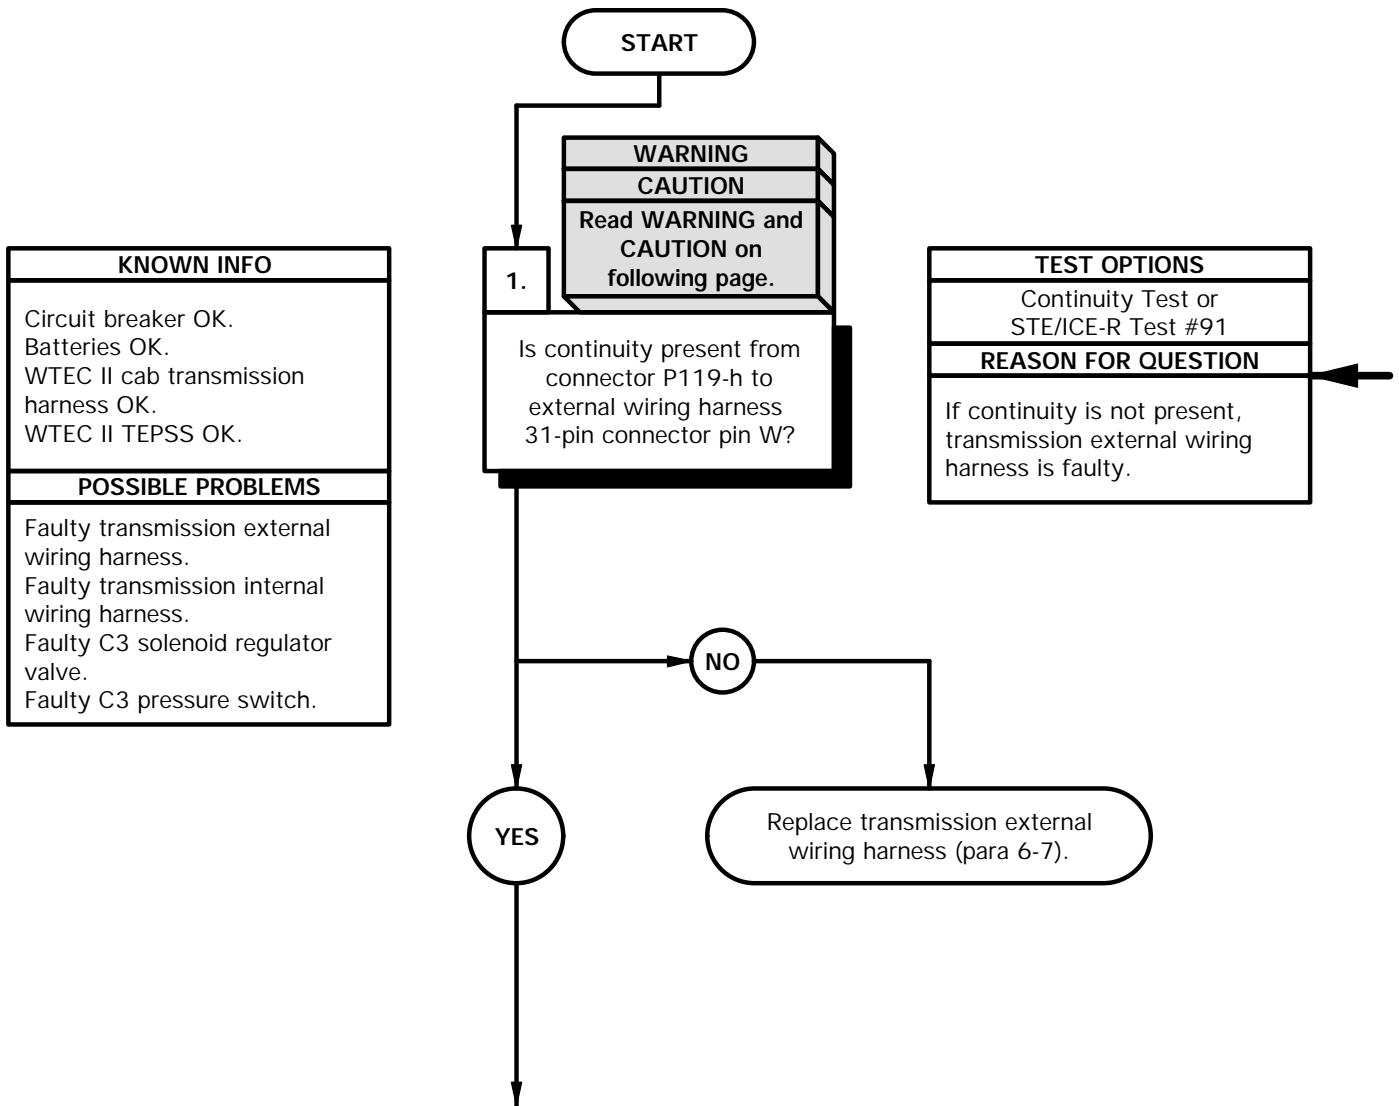 START
WARNING
CAUTION
Read WARNING and
CAUTION on
following page.
1.
Is continuity present from
connector P119-h to
external wiring harness
31-pin connector pin W?
KNOWN INFO
Circuit breaker OK.
Batteries OK.
WTEC II cab transmission
harness OK.
WTEC II TEPSS OK.
POSSIBLE PROBLEMS
Faulty transmission external
wiring harness.
Faulty transmission internal
wiring harness.
Faulty C3 solenoid regulator
valve.
Faulty C3 pressure switch.
TEST OPTIONS
Continuity Test or
STE/ICE-R Test #91
REASON FOR QUESTION
If continuity is not present,
transmission external wiring
harness is faulty.
NO
YES
Replace transmission external
wiring harness (para 6-7).